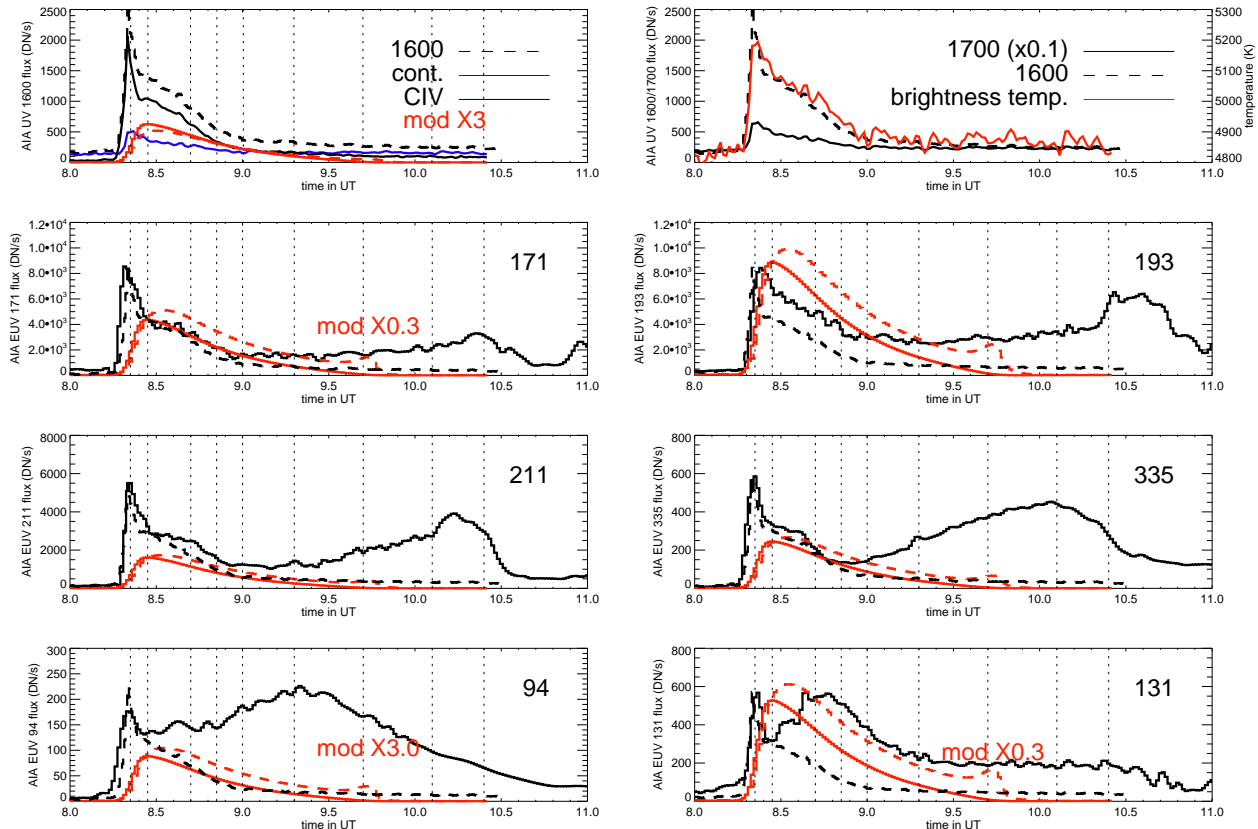 AIA UV 1600 flux (DN/s)
2500
2000
1500
1000
500
0
1600
cont.
CIV
mod X3
8.0 8.5 9.0 9.5 10.0 10.5 11.0
time in UT
AIA UV 1600/1700 flux (DN/s)
2500
2000
1500
1000
500
0
1700 (x0.1)
1600
brightness temp.
5300
5200
5100
5000
4900
4800
temperature (K)
8.0 8.5 9.0 9.5 10.0 10.5 11.0
time in UT
AIA EUV 171 flux (DN/s)
1.2•10⁴
1.0•10⁴
8.0•10³
6.0•10³
4.0•10³
2.0•10³
0
171
mod X0.3
8.0 8.5 9.0 9.5 10.0 10.5 11.0
time in UT
AIA EUV 193 flux (DN/s)
1.2•10⁴
1.0•10⁴
8.0•10³
6.0•10³
4.0•10³
2.0•10³
0
193
8.0 8.5 9.0 9.5 10.0 10.5 11.0
time in UT
AIA EUV 211 flux (DN/s)
8000
6000
4000
2000
0
211
8.0 8.5 9.0 9.5 10.0 10.5 11.0
time in UT
AIA EUV 335 flux (DN/s)
800
600
400
200
0
335
8.0 8.5 9.0 9.5 10.0 10.5 11.0
time in UT
AIA EUV 94 flux (DN/s)
300
250
200
150
100
50
0
94
mod X3.0
8.0 8.5 9.0 9.5 10.0 10.5 11.0
time in UT
AIA EUV 131 flux (DN/s)
800
600
400
200
0
131
mod X0.3
8.0 8.5 9.0 9.5 10.0 10.5 11.0
time in UT